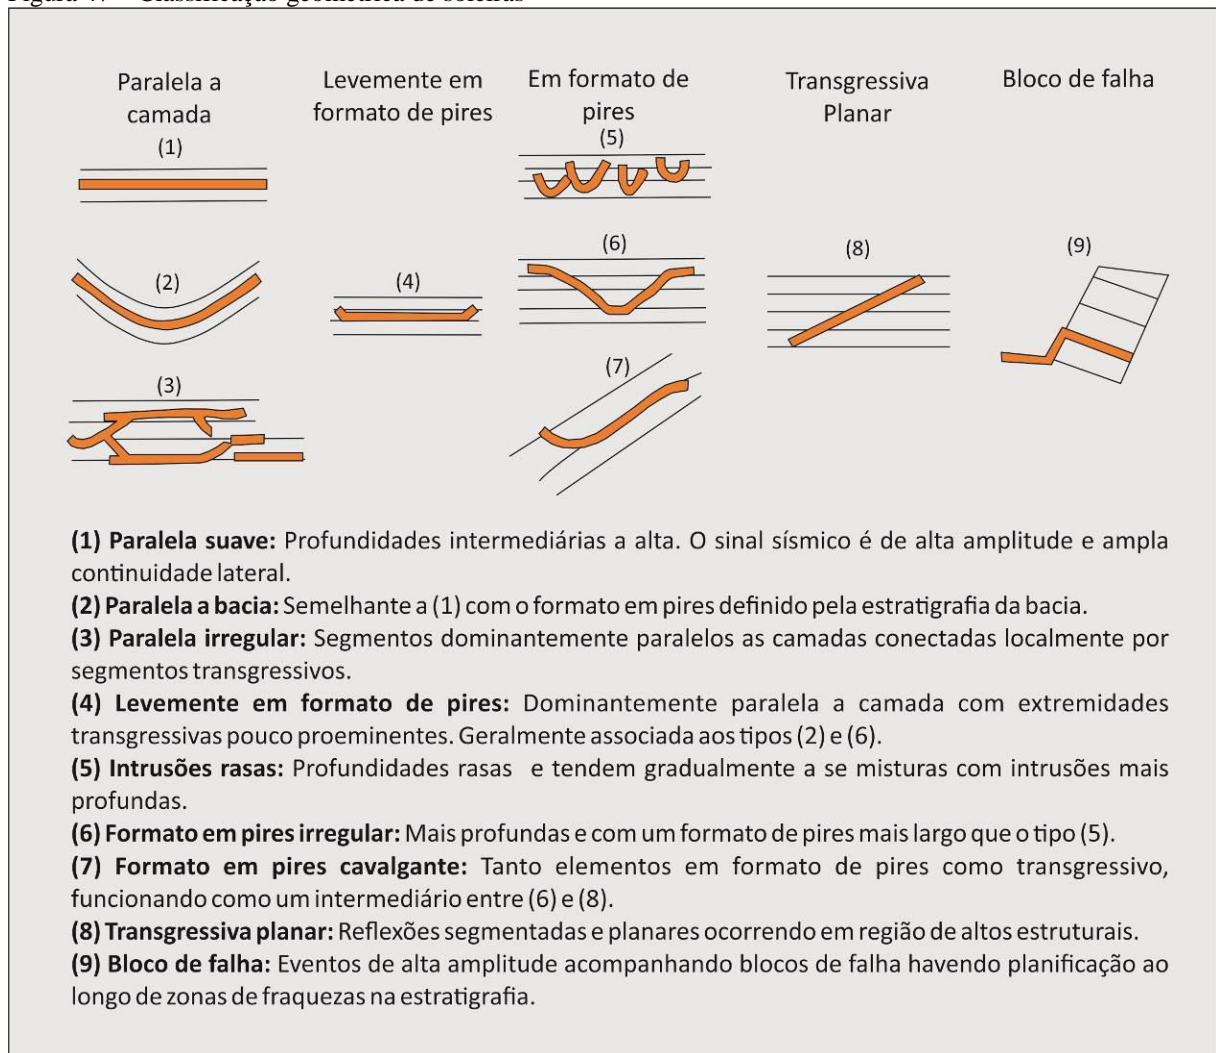 Figura 47 – Classificação geométrica de soleiras
Paralela a
camada
Levemente em
formato de pires
Em formato de
pires
Transgressiva
Planar
Bloco de falha
(1)
(5)
(2)
(4)
(6)
(8)
(9)
(3)
(7)
(1) Paralela suave: Profundidades intermediárias a alta. O sinal sísmico é de alta amplitude e ampla
continuidade lateral.
(2) Paralela a bacia: Semelhante a (1) com o formato em pires definido pela estratigrafia da bacia.
(3) Paralela irregular: Segmentos dominantemente paralelos as camadas conectadas localmente por
segmentos transgressivos.
(4) Levemente em formato de pires: Dominantemente paralela a camada com extremidades
transgressivas pouco proeminentes. Geralmente associada aos tipos (2) e (6).
(5) Intrusões rasas: Profundidades rasas e tendem gradualmente a se misturas com intrusões mais
profundas.
(6) Formato em pires irregular: Mais profundas e com um formato de pires mais largo que o tipo (5).
(7) Formato em pires cavalgante: Tanto elementos em formato de pires como transgressivo,
funcionando como um intermediário entre (6) e (8).
(8) Transgressiva planar: Reflexões segmentadas e planares ocorrendo em região de altos estruturais.
(9) Bloco de falha: Eventos de alta amplitude acompanhando blocos de falha havendo planificação ao
longo de zonas de fraquezas na estratigrafia.